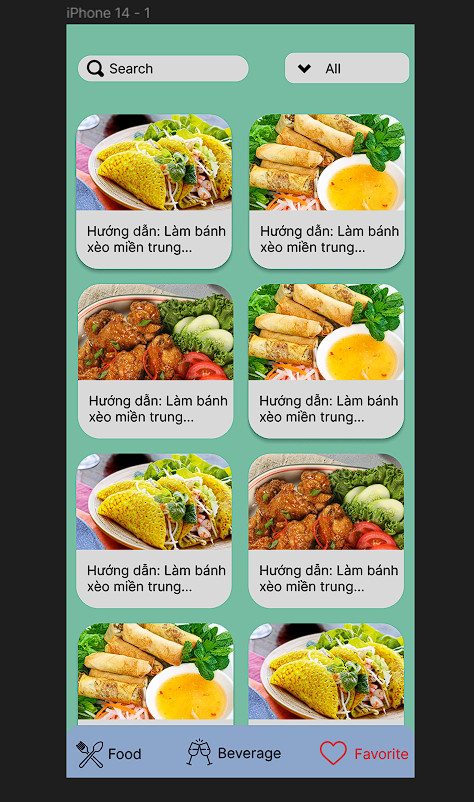 iPhone 14 - 1
Search
All
Hướng dẫn: Làm bánh
xèo miền trung...
Hướng dẫn: Làm bánh
xèo miền trung...
Hướng dẫn: Làm bánh
xèo miền trung...
Hướng dẫn: Làm bánh
xèo miền trung...
Hướng dẫn: Làm bánh
xèo miền trung...
Hướng dẫn: Làm bánh
xèo miền trung...
Food
Beverage
Favorite